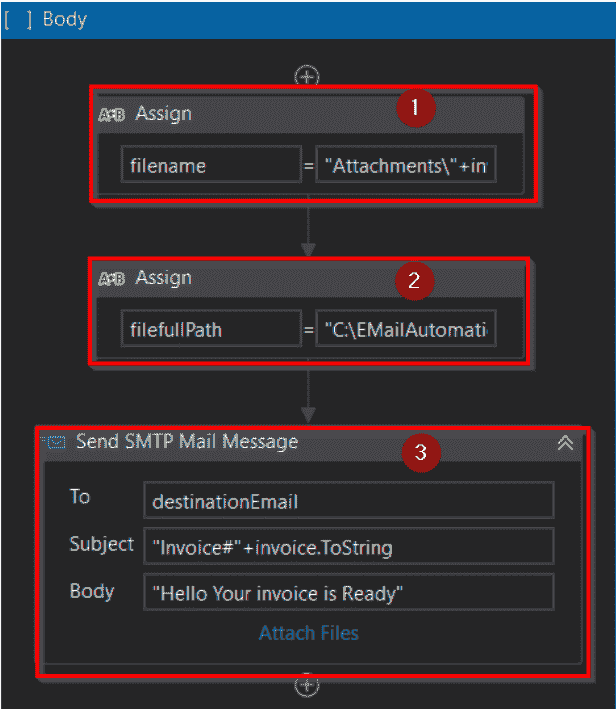 [ ] Body
1
A=B Assign
filename = "Attachments\"+in
2
A=B Assign
filefullPath = "C:\EMailAutomati
3
Send SMTP Mail Message
To destinationEmail
Subject "Invoice#"+invoice.ToString
Body "Hello Your invoice is Ready"
Attach Files